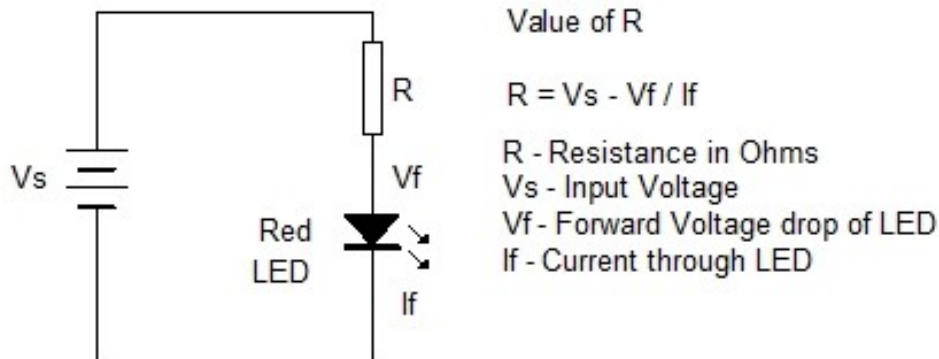 Value of R
R
R = Vs - Vf / If
R - Resistance in Ohms
Vs
Vf
Vs - Input Voltage
Vf - Forward Voltage drop of LED
Red
LED
If - Current through LED
If